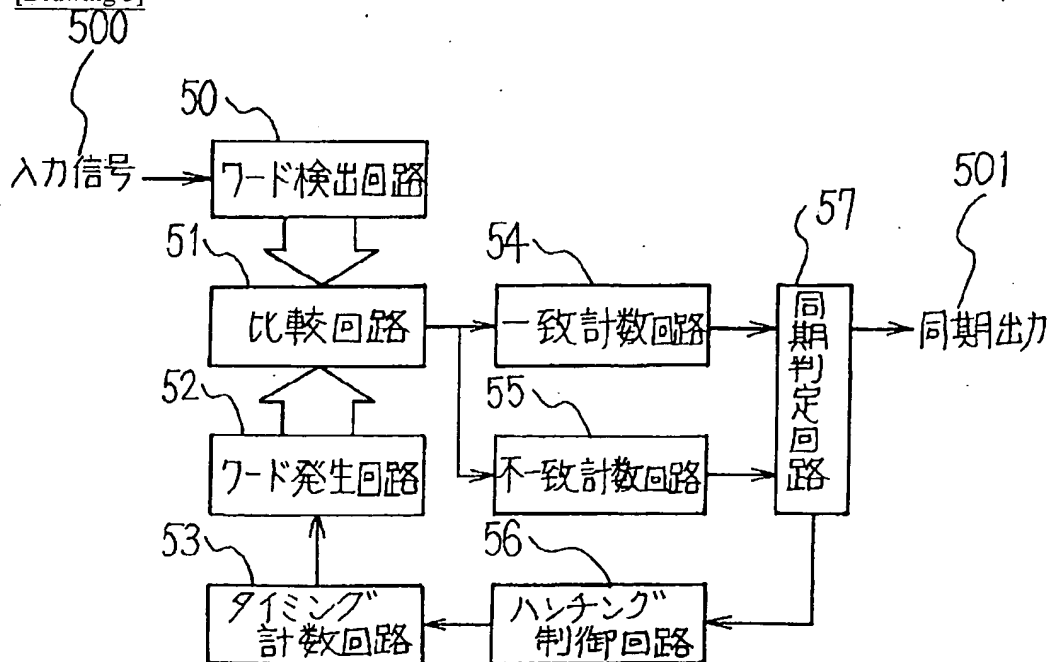 500
50
入力信号
ワード検出回路
501
57
51
54
比較回路
一致計数回路
同期判定回路
同期出力
52
55
ワード発生回路
不一致計数回路
53
56
タイミング
計数回路
ハンチング
制御回路